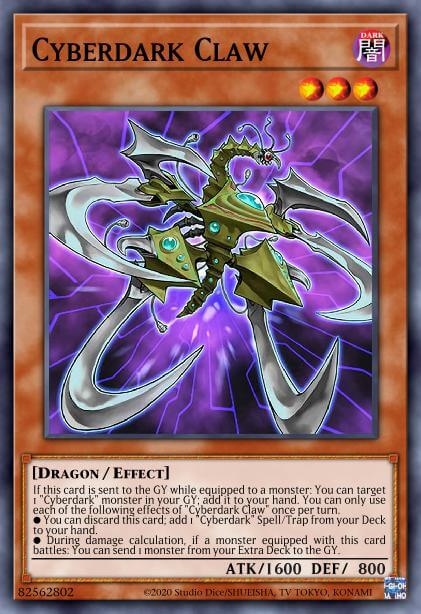 CYBERDARK CLAW
DARK
闇
[DRAGON / EFFECT]
If this card is sent to the GY while equipped to a monster: You can target
1 "Cyberdark" monster in your GY; add it to your hand. You can only use
each of the following effects of "Cyberdark Claw" once per turn.
● You can discard this card; add 1 "Cyberdark" Spell/Trap from your Deck
to your hand.
● During damage calculation, if a monster equipped with this card
battles: You can send 1 monster from your Extra Deck to the GY.
ATK/1600 DEF/ 800
82562802
©2020 Studio Dice/SHUEISHA, TV TOKYO, KONAMI